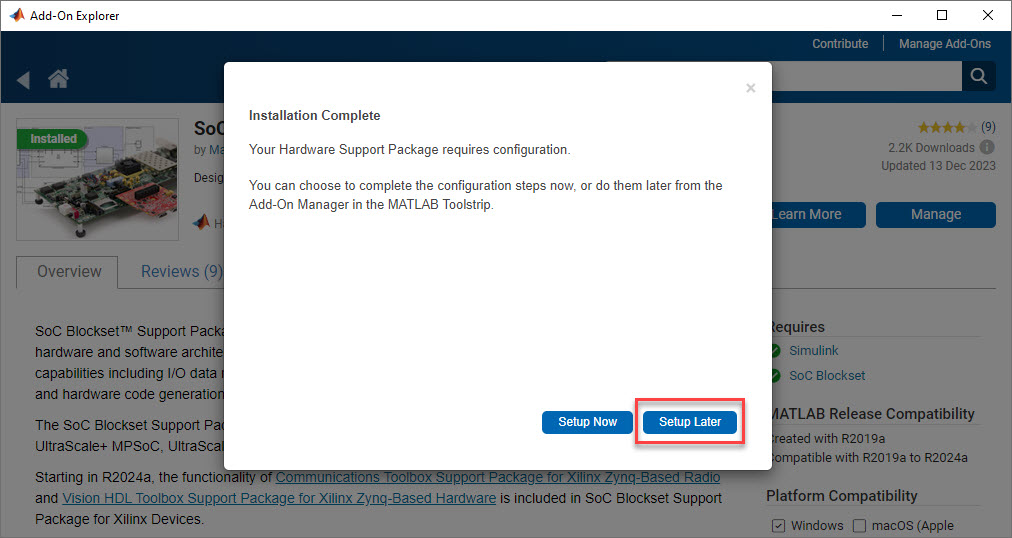 Add-On Explorer
Contribute
Manage Add-Ons
Installed
SoC
by Ma
Desig
Learn More
Manage
(9)
2.2K Downloads
Updated 13 Dec 2023
Installation Complete
Your Hardware Support Package requires configuration.
You can choose to complete the configuration steps now, or do them later from the
Add-On Manager in the MATLAB Toolstrip.
Setup Now
Setup Later
Overview
Reviews (9)
SoC Blockset™ Support Pack
hardware and software archite
capabilities including I/O data
and hardware code generation
The SoC Blockset Support Pac
UltraScale+ MPSoC, UltraScal
Starting in R2024a, the functionality of Communications Toolbox Support Package for Xilinx Zynq-Based Radio
and Vision HDL Toolbox Support Package for Xilinx Zynq-Based Hardware is included in SoC Blockset Support
Package for Xilinx Devices.
Requires
Simulink
SoC Blockset
MATLAB Release Compatibility
Created with R2019a
Compatible with R2019a to R2024a
Platform Compatibility
Windows
macOS (Apple